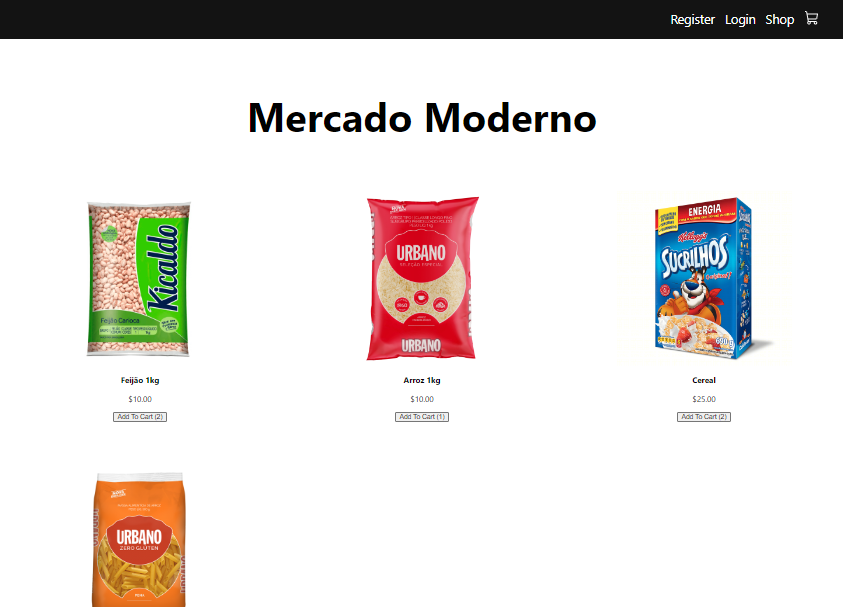 Register Login Shop
Mercado Moderno
Kicaldo
Feijão Carioca
URBANO
SELEÇÃO ESPECIAL
URBANO
ENERGIA
Kellogg's
SUCRILHOS
Feijão 1kg
Arroz 1kg
Cereal
$10.00
$10.00
$25.00
Add To Cart (2)
Add To Cart (1)
Add To Cart (2)
URBANO
ZERO GLÚTEN